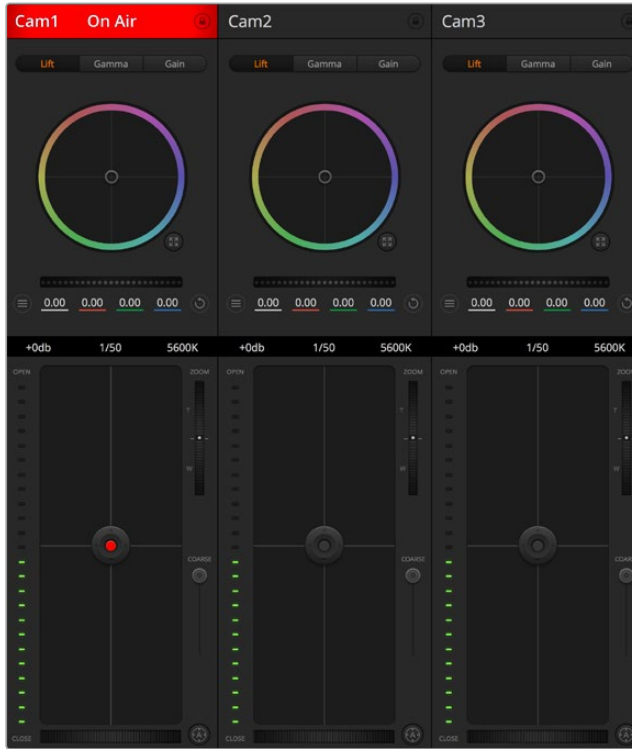 Cam1 On Air
Lift Gamma Gain
0.00 0.00 0.00 0.00
+0db 1/50 5600K
OPEN ZOOM
T
W
COARSE
CLOSE A
Cam2
Lift Gamma Gain
0.00 0.00 0.00 0.00
+0db 1/50 5600K
OPEN ZOOM
T
W
COARSE
CLOSE A
Cam3
Lift Gamma Gain
0.00 0.00 0.00 0.00
+0db 1/50 5600K
OPEN ZOOM
T
W
COARSE
CLOSE A